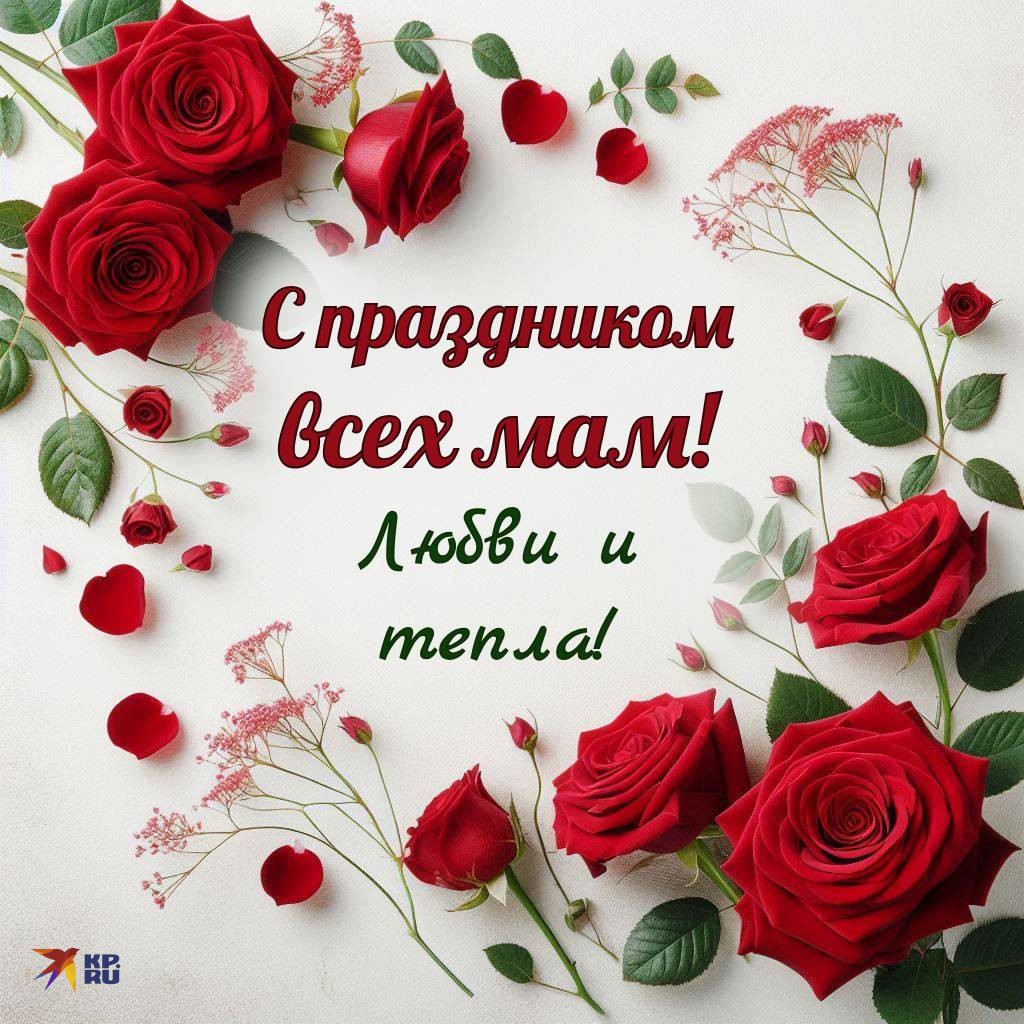 С праздником
всех мам!
Любви и
тепла!
KP.
RU